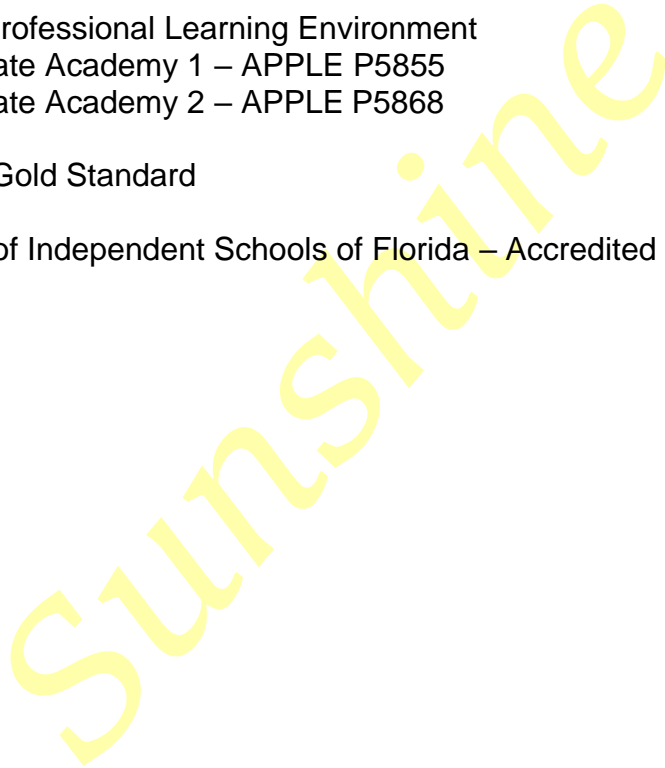 rofessional Learning Environment
ate Academy 1 – APPLE P5855
ate Academy 2 – APPLE P5868
Gold Standard
of Independent Schools of Florida – Accredited
Sunshine